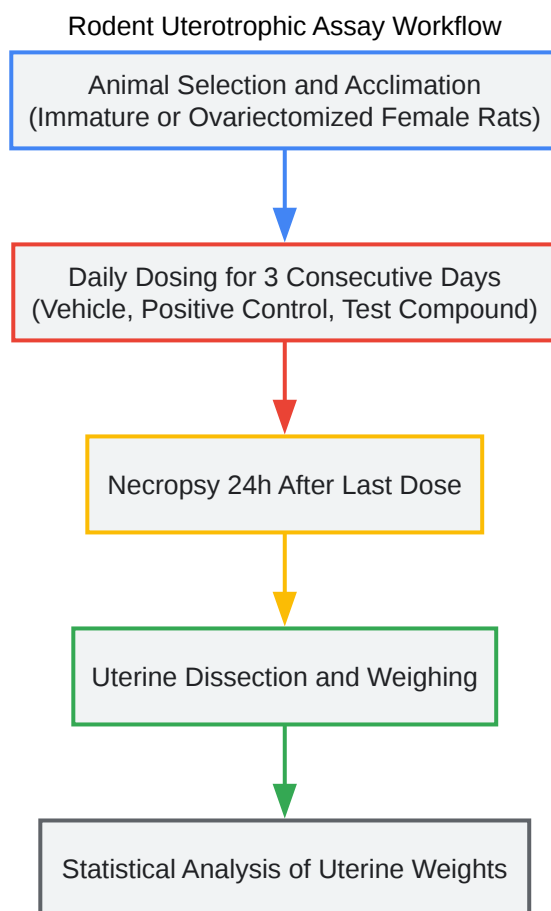 Rodent Uterotrophic Assay Workflow
Animal Selection and Acclimation
(Immature or Ovariectomized Female Rats)
Daily Dosing for 3 Consecutive Days
(Vehicle, Positive Control, Test Compound)
Necropsy 24h After Last Dose
Uterine Dissection and Weighing
Statistical Analysis of Uterine Weights